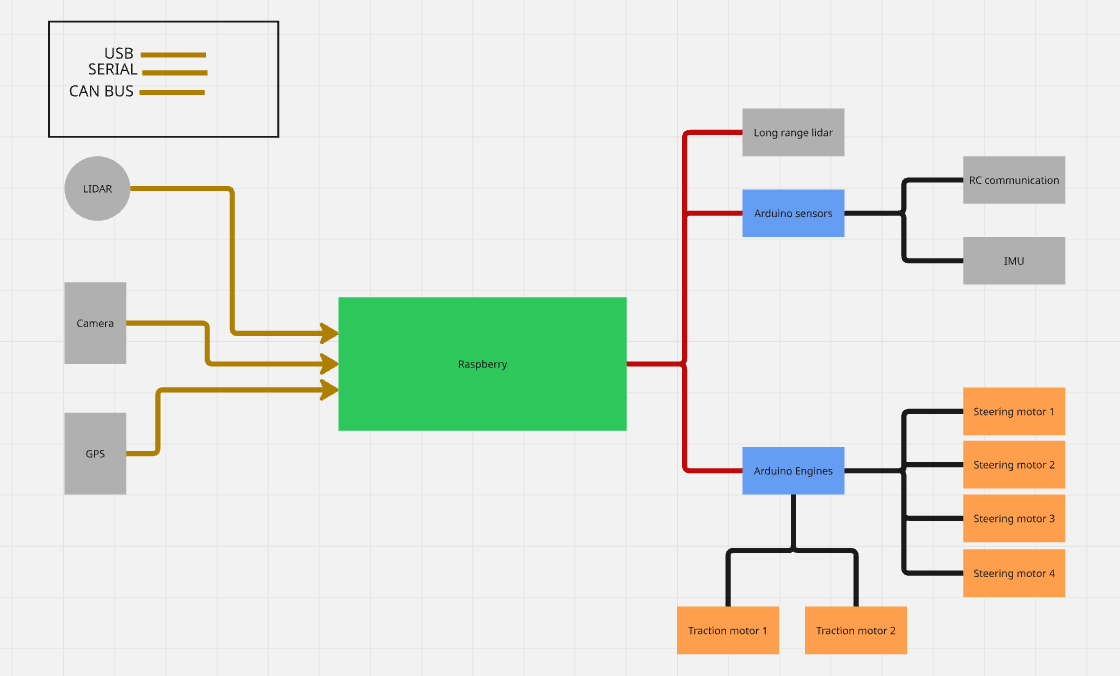 USB
SERIAL
CAN BUS
LIDAR
Camera
GPS
Raspberry
Long range lidar
Arduino sensors
RC communication
IMU
Arduino Engines
Steering motor 1
Steering motor 2
Steering motor 3
Steering motor 4
Traction motor 1
Traction motor 2